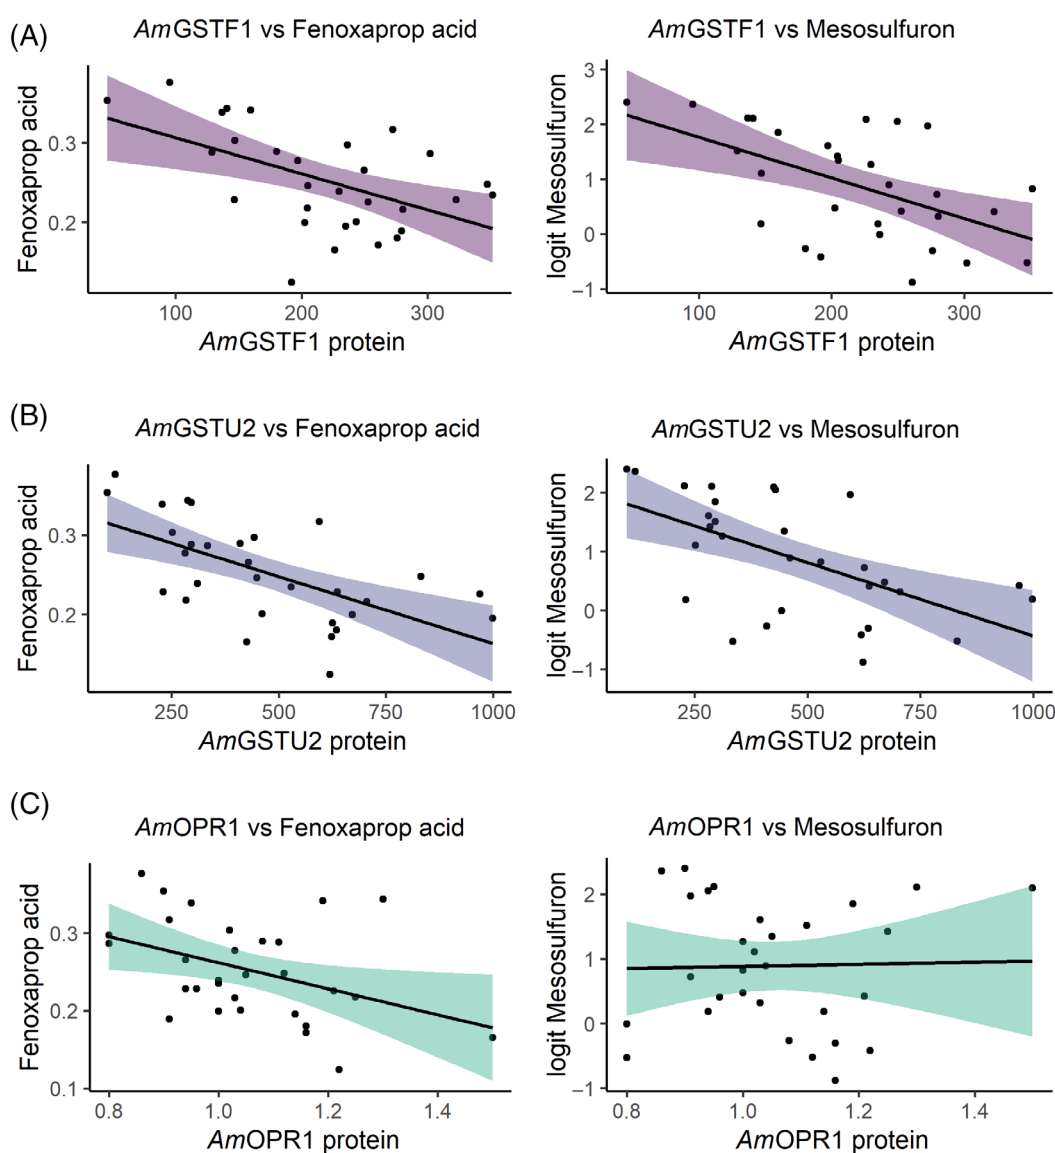 (A)
AmGSTF1 vs Fenoxaprop acid
AmGSTF1 vs Mesosulfuron
Fenoxaprop acid
0.3
0.2
100
200
300
AmGSTF1 protein
logit Mesosulfuron
3
2
1
0
−1
100
200
300
AmGSTF1 protein
(B)
AmGSTU2 vs Fenoxaprop acid
AmGSTU2 vs Mesosulfuron
Fenoxaprop acid
0.3
0.2
250
500
750
1000
AmGSTU2 protein
logit Mesosulfuron
2
1
0
−1
250
500
750
1000
AmGSTU2 protein
(C)
AmOPR1 vs Fenoxaprop acid
AmOPR1 vs Mesosulfuron
Fenoxaprop acid
0.3
0.2
0.1
0.8
1.0
1.2
1.4
AmOPR1 protein
logit Mesosulfuron
2
1
0
−1
0.8
1.0
1.2
1.4
AmOPR1 protein